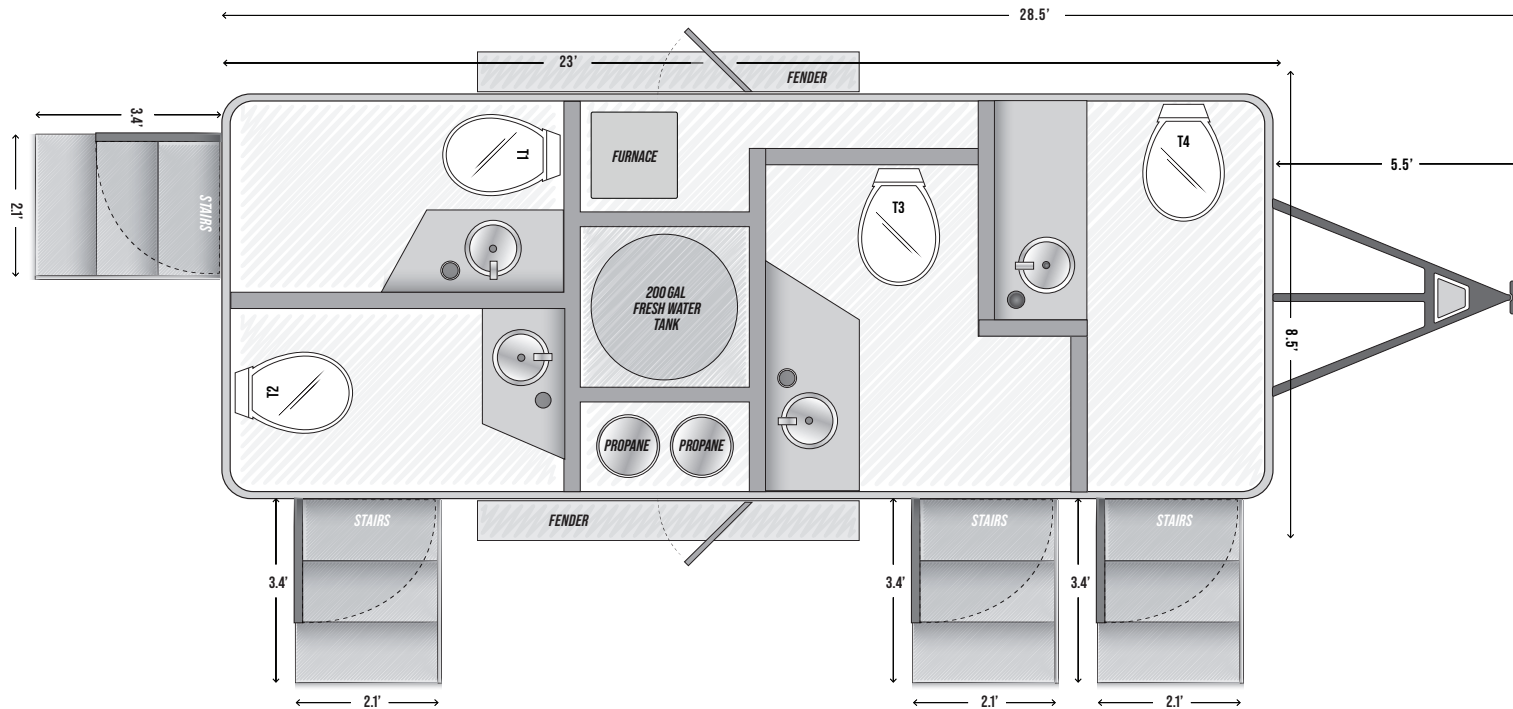 28.5’
23’
FENDER
3.4’
2.1’
STAIRS
T1
FURNACE
T4
5.5’
T3
200 GAL
FRESH WATER
TANK
8.5’
T2
PROPANE
PROPANE
STAIRS
FENDER
STAIRS
STAIRS
3.4’
3.4’
3.4’
2.1’
2.1’
2.1’